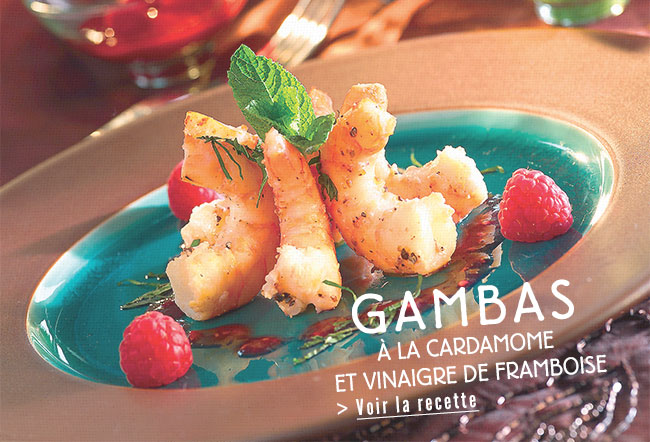 GAMBAS
À LA CARDAMOME
ET VINAIGRE DE FRAMBOISE
> Voir la recette